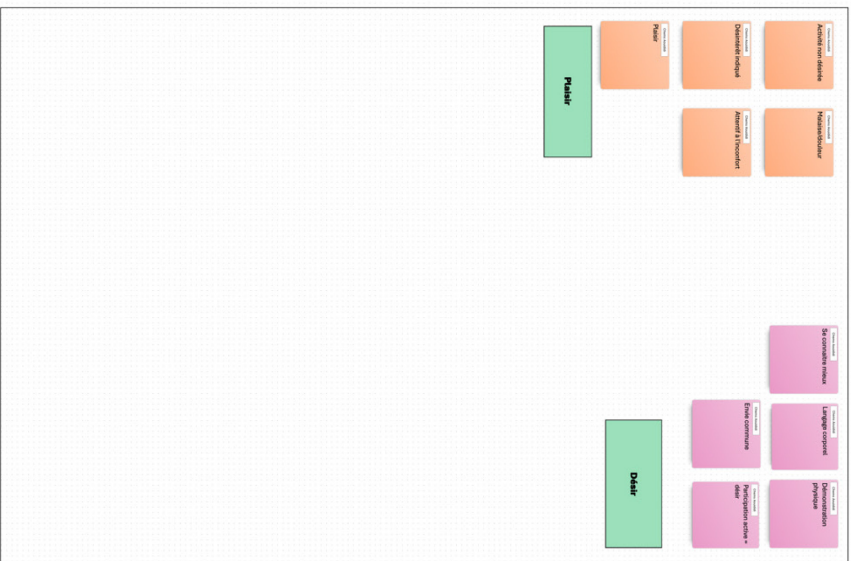 Plaisir
Plaisir
Désintérêt indiqué
Activité non désirée
Attentif à l'inconfort
Malaise/douleur
Désir
Se connaître mieux
Envie commune
Langage corporel
Participation active =
désir
Démonstration
physique